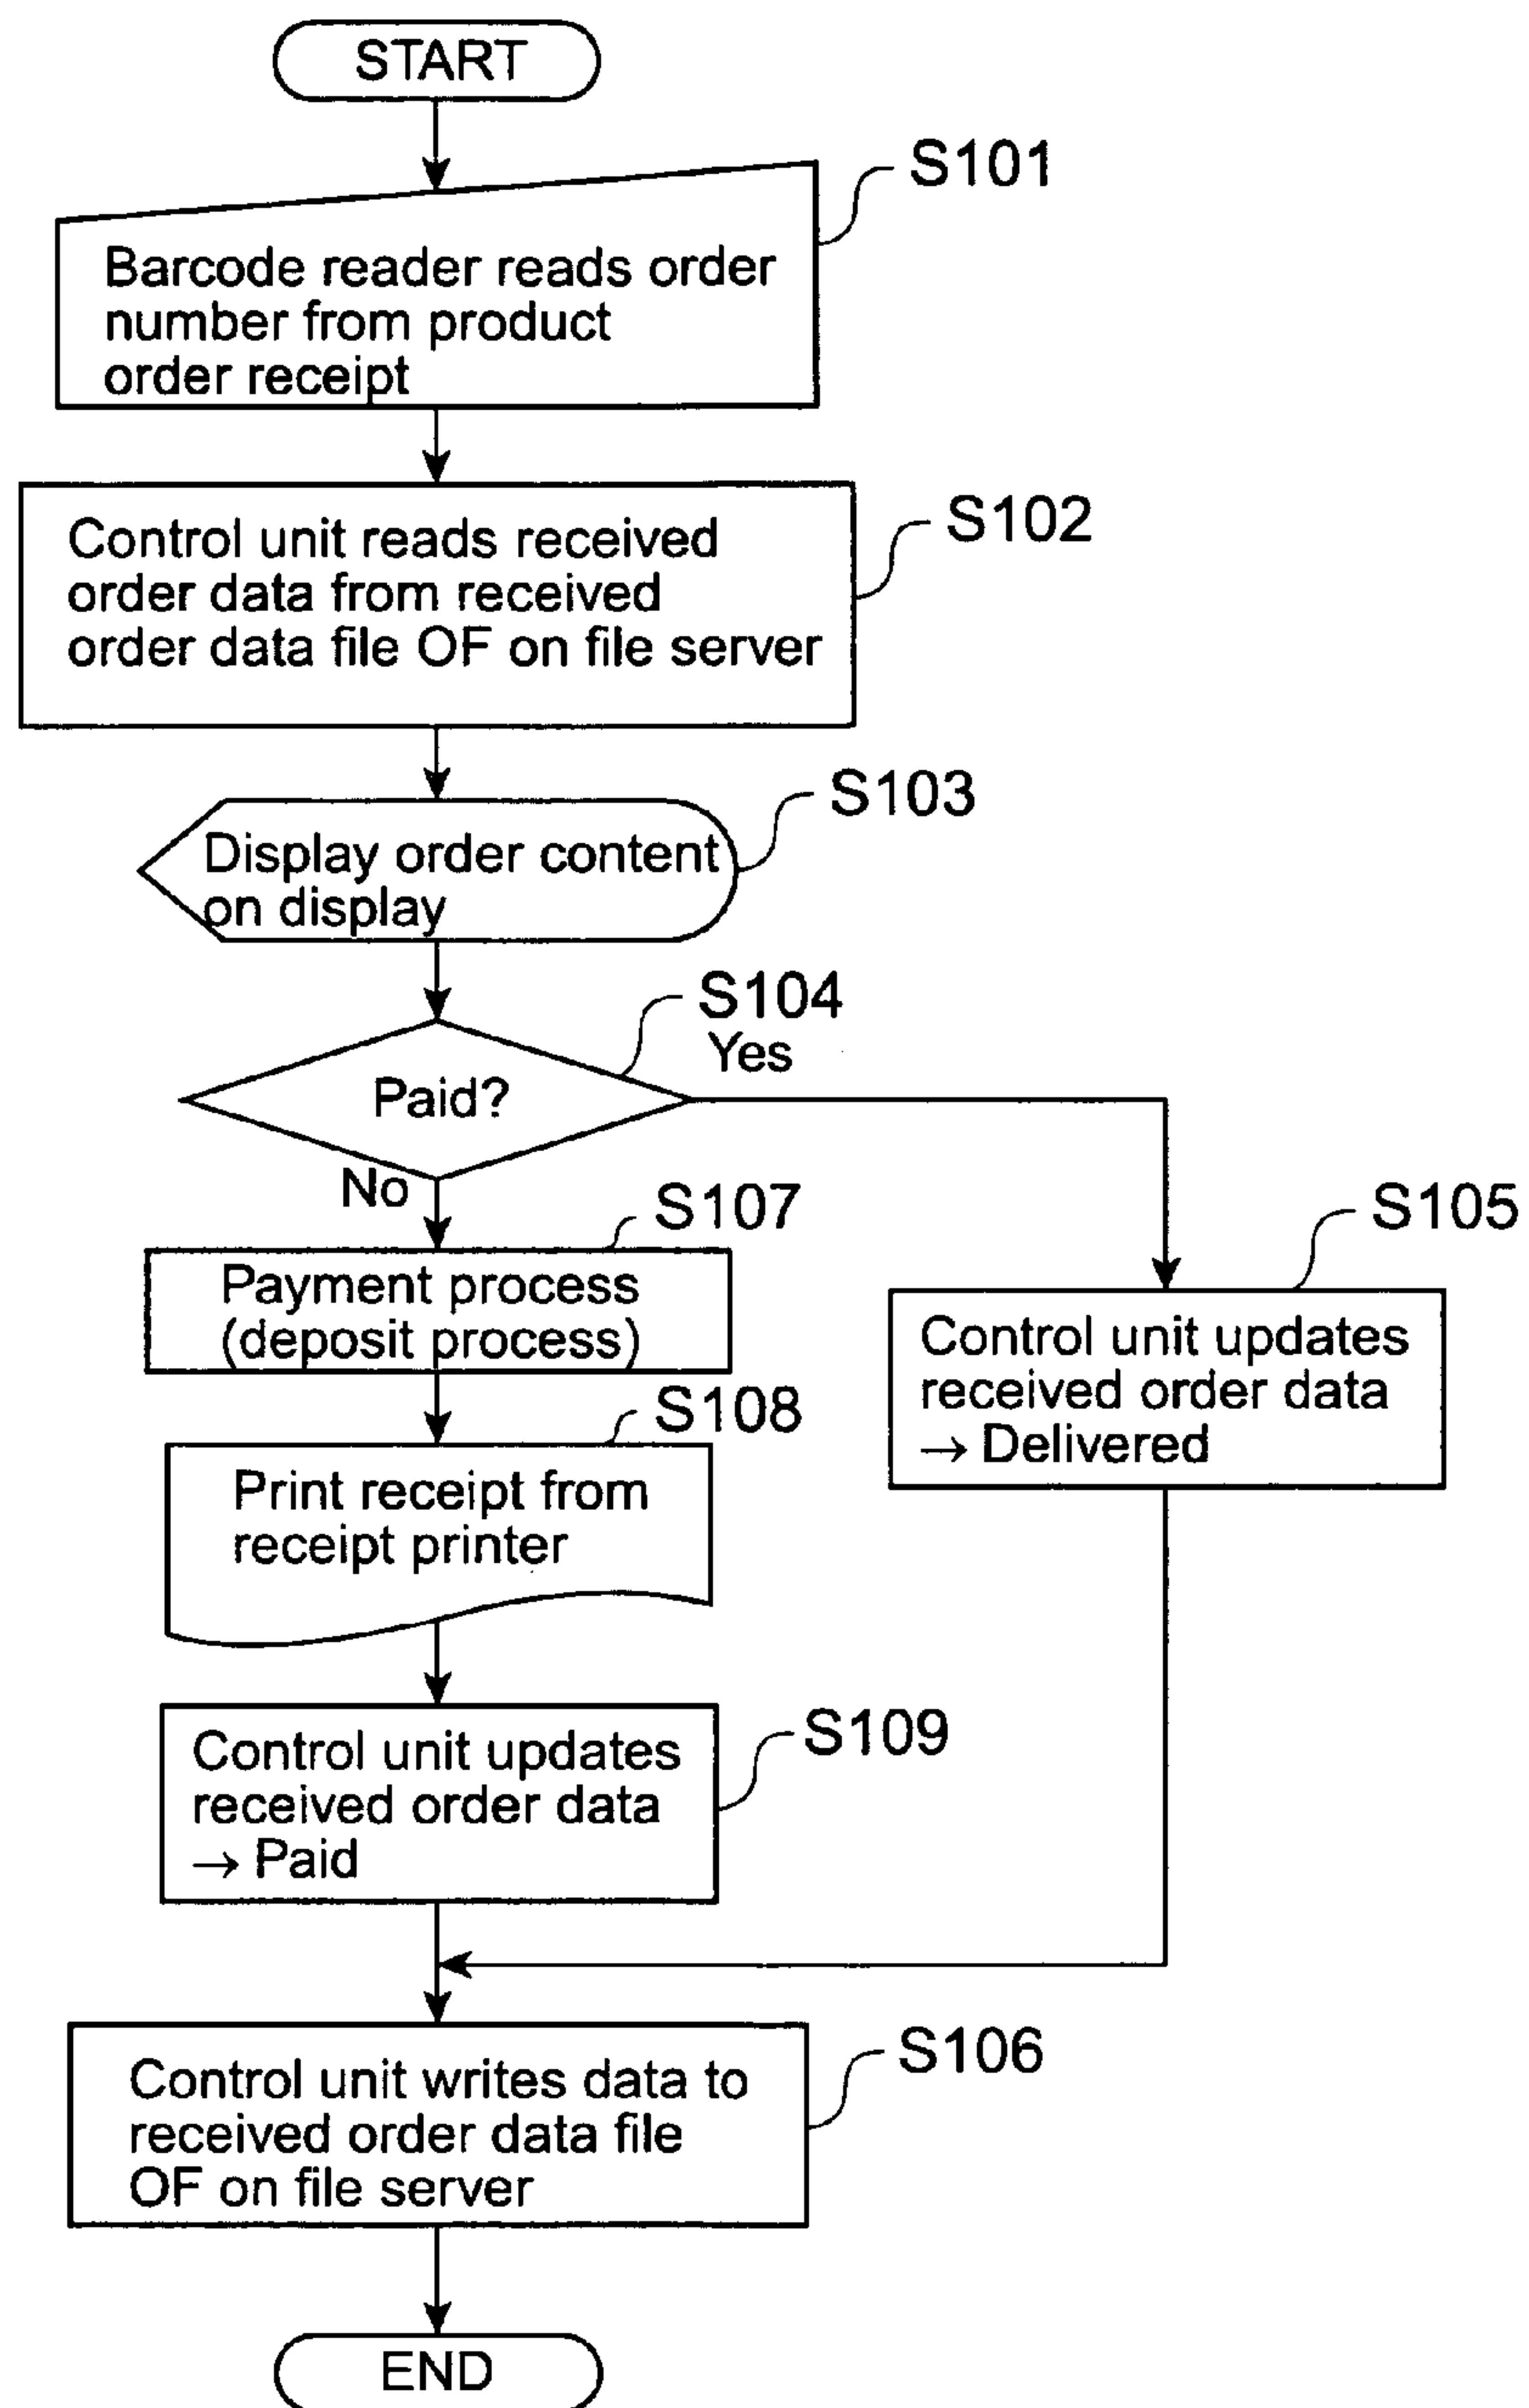 START
S101
Barcode reader reads order
number from product
order receipt
S102
Control unit reads received
order data from received
order data file OF on file server
S103
Display order content
on display
S104
Yes
Paid?
No
S107
Payment process
(deposit process)
S105
Control unit updates
received order data
→ Delivered
S108
Print receipt from
receipt printer
S109
Control unit updates
received order data
→ Paid
S106
Control unit writes data to
received order data file
OF on file server
END